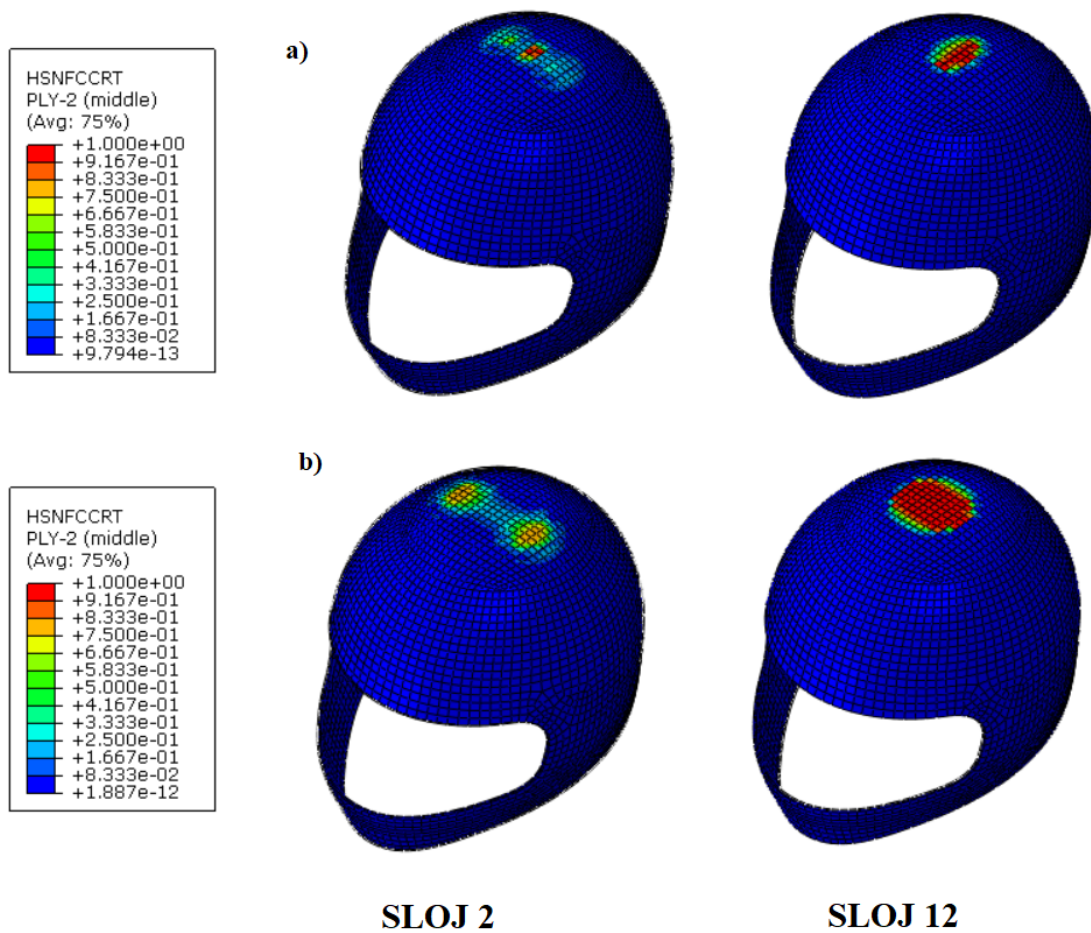 a)
HSNFCCRT
PLY-2 (middle)
(Avg: 75%)
+1.000e+00
+9.167e-01
+8.333e-01
+7.500e-01
+6.667e-01
+5.833e-01
+5.000e-01
+4.167e-01
+3.333e-01
+2.500e-01
+1.667e-01
+8.333e-02
+9.794e-13
b)
HSNFCCRT
PLY-2 (middle)
(Avg: 75%)
+1.000e+00
+9.167e-01
+8.333e-01
+7.500e-01
+6.667e-01
+5.833e-01
+5.000e-01
+4.167e-01
+3.333e-01
+2.500e-01
+1.667e-01
+8.333e-02
+1.887e-12
SLOJ 2
SLOJ 12